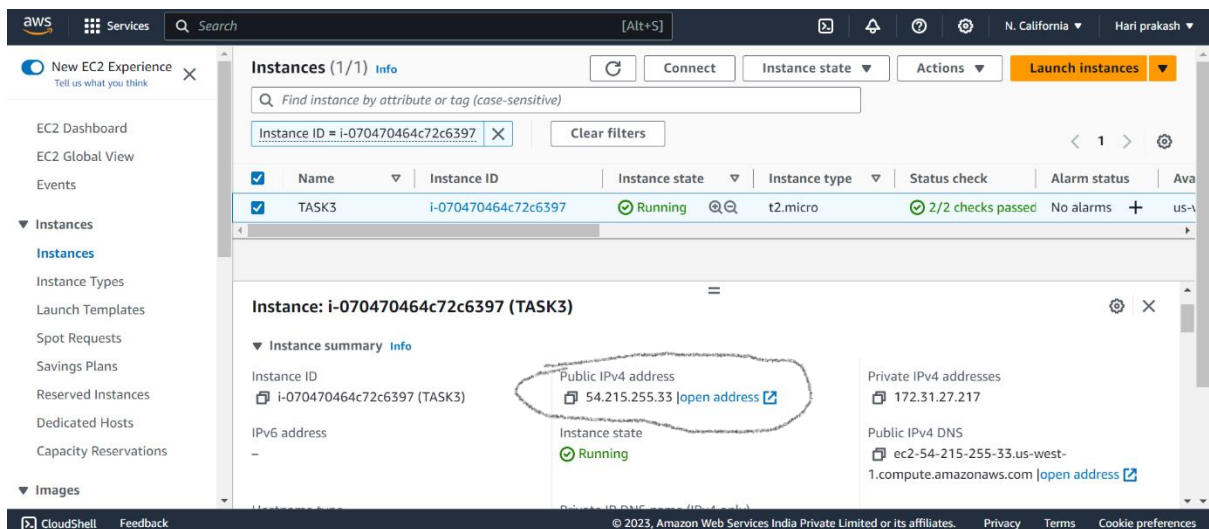 aws Services Search [Alt+S] N. California ▼ Hari prakash ▼
New EC2 Experience
Tell us what you think
EC2 Dashboard
EC2 Global View
Events
▼ Instances
Instances
Instance Types
Launch Templates
Spot Requests
Savings Plans
Reserved Instances
Dedicated Hosts
Capacity Reservations
▼ Images
Instances (1/1) Info Connect Instance state ▼ Actions ▼ Launch instances ▼
Find instance by attribute or tag (case-sensitive)
Instance ID = i-070470464c72c6397 Clear filters
< 1 >
Name Instance ID Instance state Instance type Status check Alarm status Ava
TASK3 i-070470464c72c6397 Running t2.micro 2/2 checks passed No alarms + us-w
Instance: i-070470464c72c6397 (TASK3)
▼ Instance summary Info
Instance ID Public IPv4 address Private IPv4 addresses
i-070470464c72c6397 (TASK3) 54.215.255.33 |open address 172.31.27.217
IPv6 address Instance state Public IPv4 DNS
– Running ec2-54-215-255-33.us-west-
1.compute.amazonaws.com |open address
CloudShell Feedback © 2023, Amazon Web Services India Private Limited or its affiliates. Privacy Terms Cookie preferences